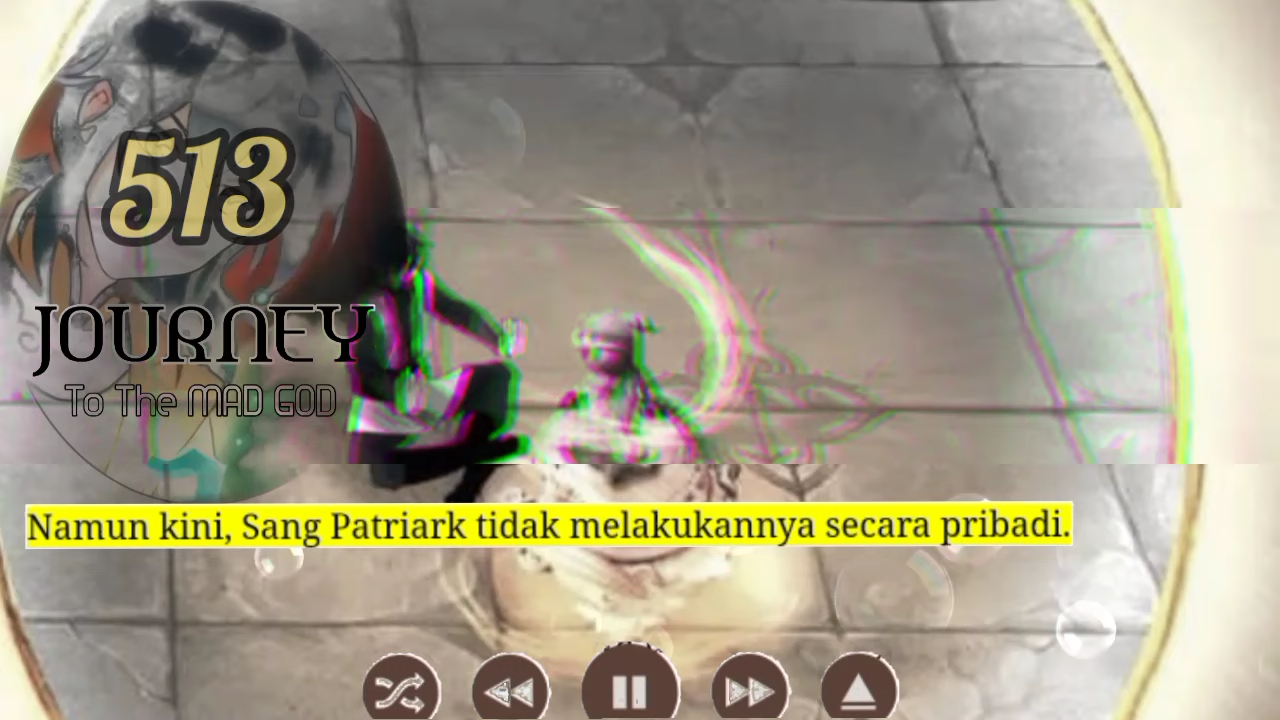 513
JOURNEY
To The MAD GOD
Namun kini, Sang Patriark tidak melakukannya secara pribadi.